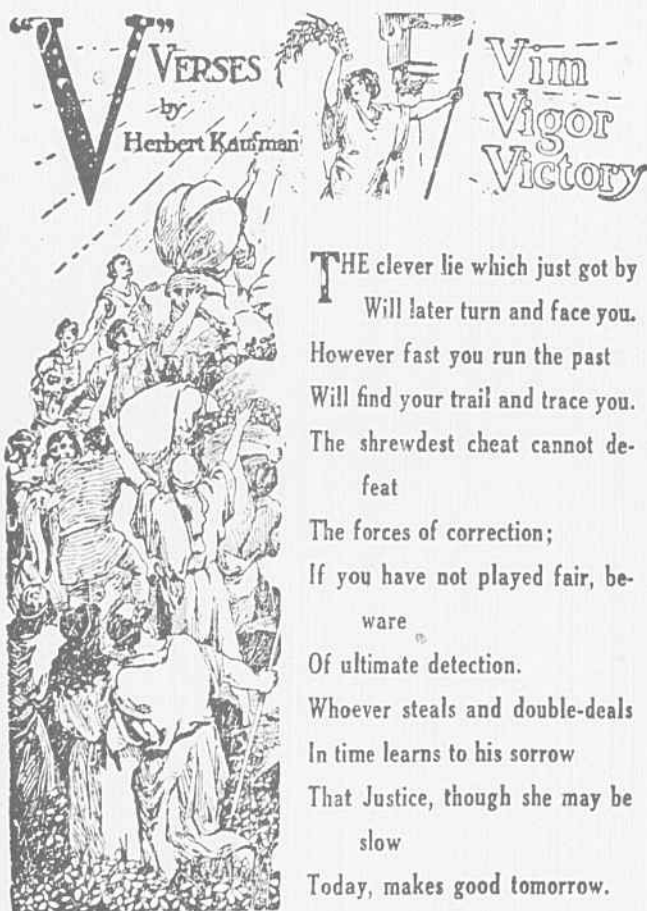 "V"
VERSES
by
Herbert Kaufman
Vim
Vigor
Victory
THE clever lie which just got by
Will later turn and face you.
However fast you run the past
Will find your trail and trace you.
The shrewdest cheat cannot de-
feat
The forces of correction;
If you have not played fair, be-
ware
Of ultimate detection.
Whoever steals and double-deals
In time learns to his sorrow
That Justice, though she may be
slow
Today, makes good tomorrow.